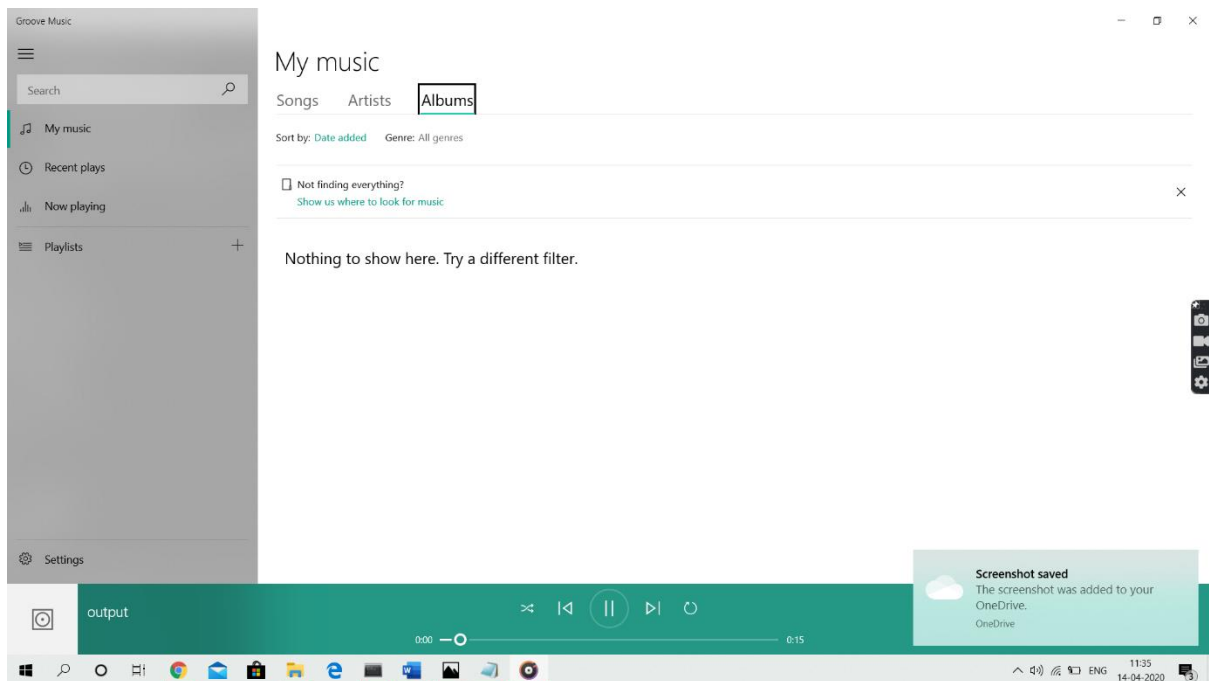 Groove Music
Search
My music
Recent plays
Now playing
Playlists
Settings
My music
Songs Artists Albums
Sort by: Date added Genre: All genres
Not finding everything?
Show us where to look for music
Nothing to show here. Try a different filter.
Screenshot saved
The screenshot was added to your
OneDrive.
OneDrive
output
0:00 0:15
ENG 11:35
14-04-2020
3